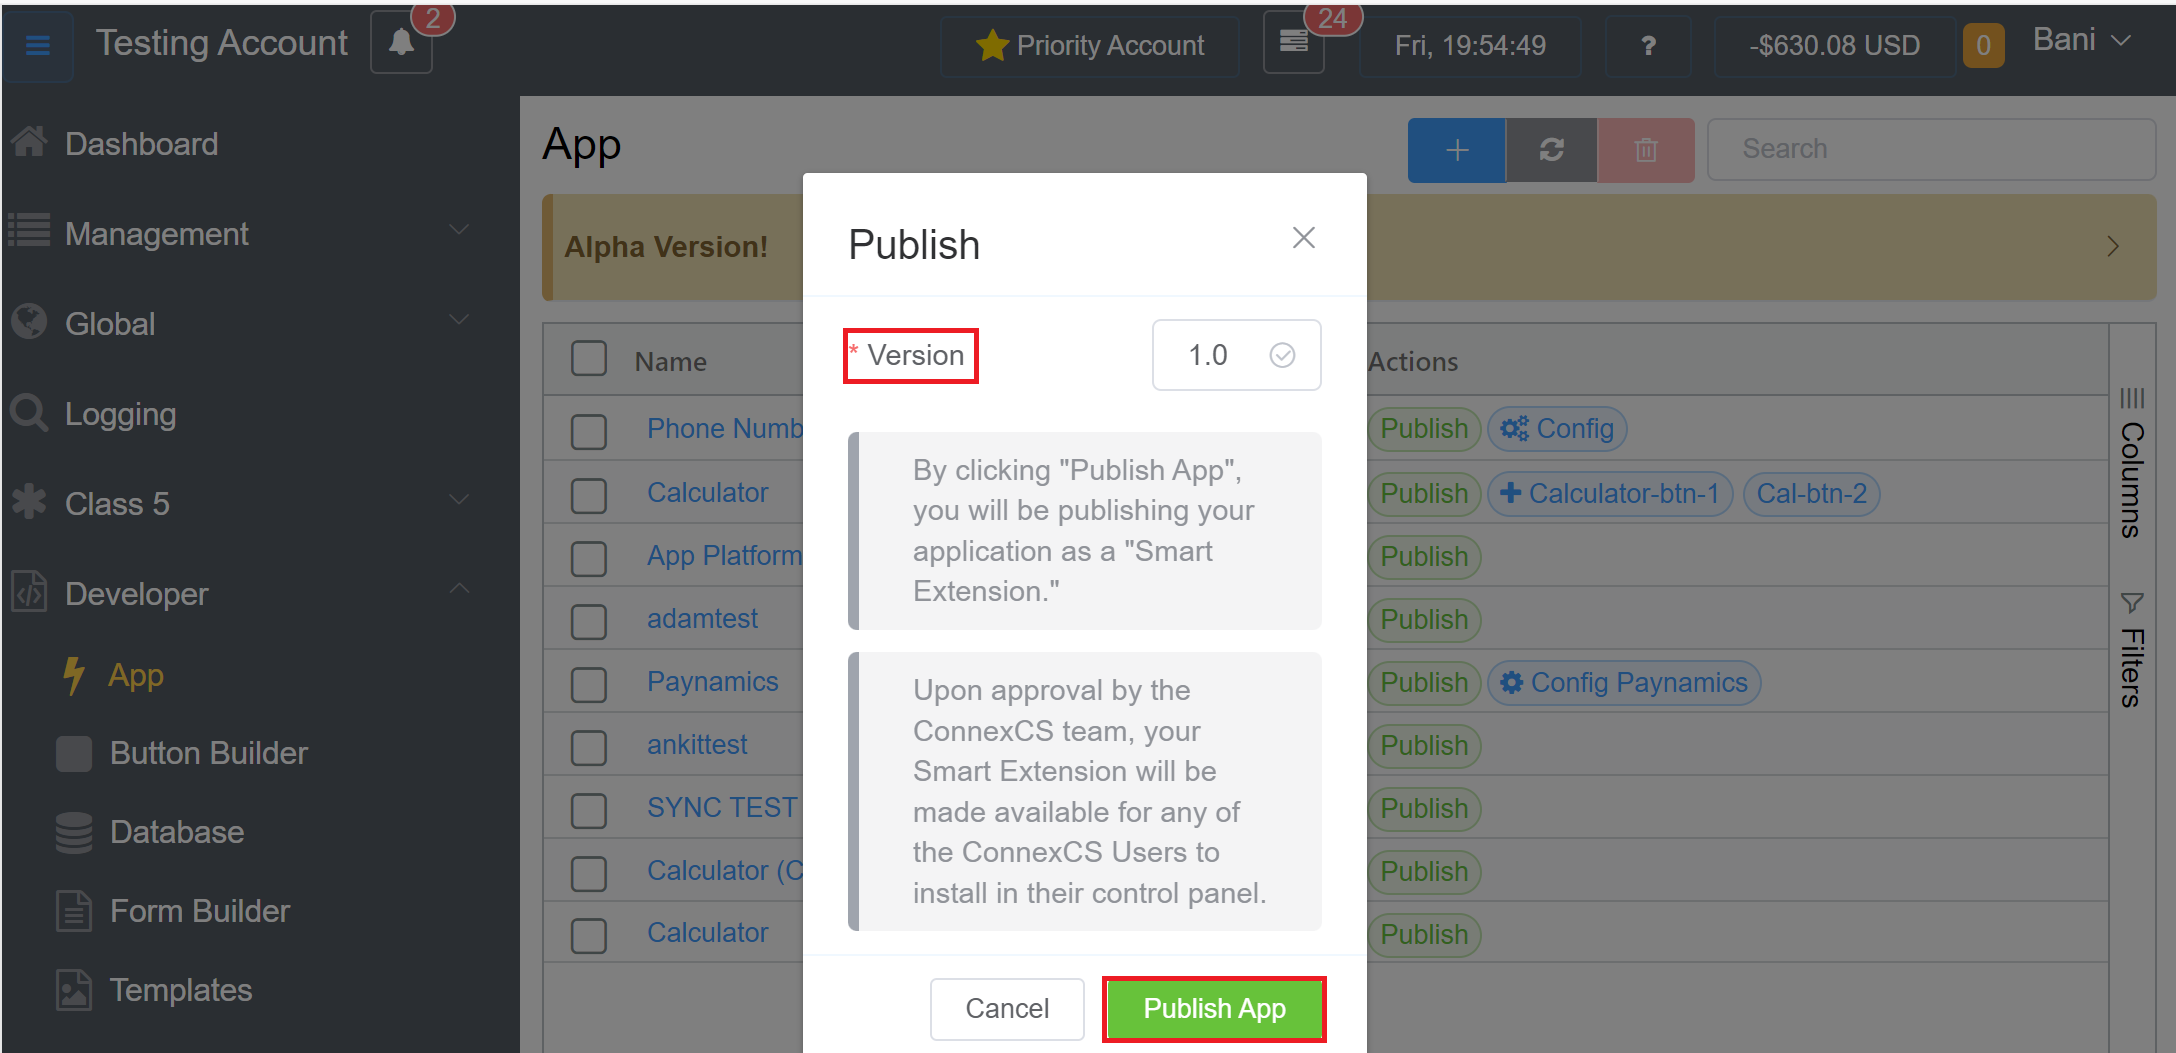 Testing Account
2
Priority Account
24
Fri, 19:54:49
?
-$630.08 USD
0
Bani
Dashboard
Management
Global
Logging
Class 5
Developer
App
Button Builder
Database
Form Builder
Templates
App
Search
Alpha Version!
Name
Actions
Phone Numb
Publish
Config
Calculator
Publish
Calculator-btn-1
Cal-btn-2
App Platform
Publish
adamtest
Publish
Paynamics
Publish
Config Paynamics
ankittest
Publish
SYNC TEST
Publish
Calculator (C
Publish
Calculator
Publish
Columns
Filters
Publish
* Version
1.0
By clicking "Publish App",
you will be publishing your
application as a "Smart
Extension."
Upon approval by the
ConnexCS team, your
Smart Extension will be
made available for any of
the ConnexCS Users to
install in their control panel.
Cancel
Publish App